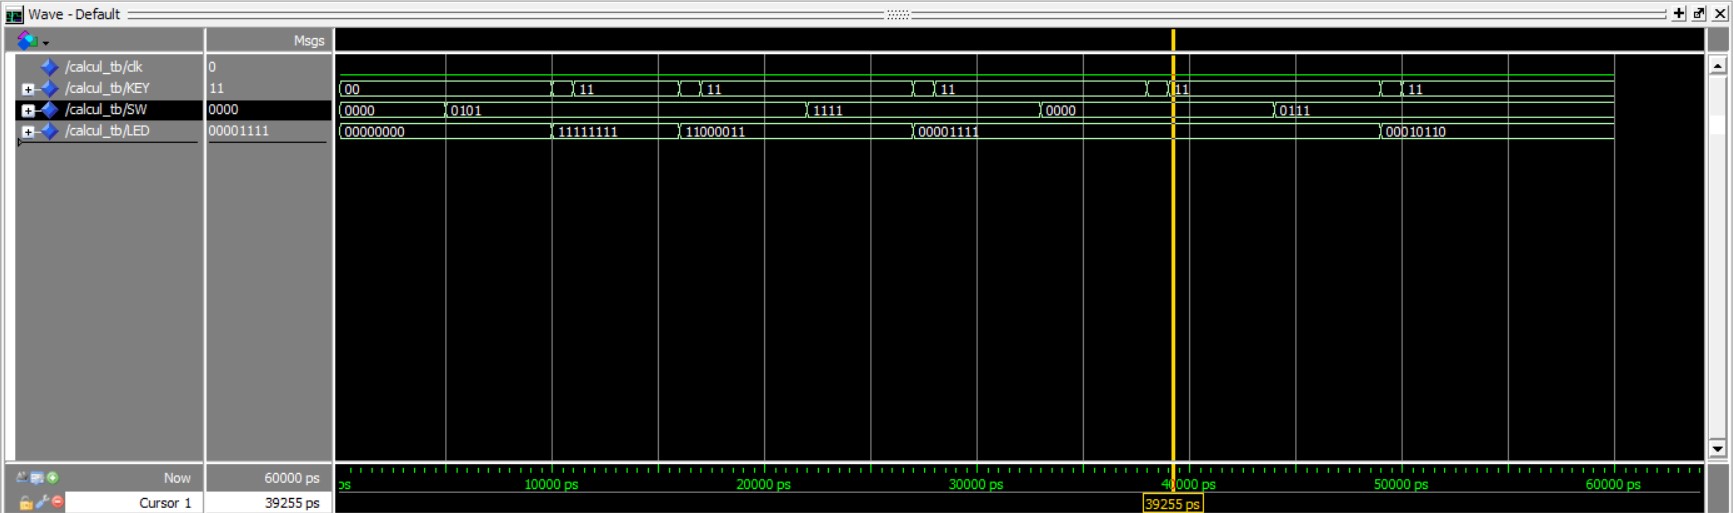 Wave - Default
Msgs
/calcul_tb/clk 0
/calcul_tb/KEY 11 00 11 11 11 11 11
/calcul_tb/SW 0000 0000 0101 1111 0000 0111
/calcul_tb/LED 00001111 00000000 11111111 11000011 00001111 00010110
Now 60000 ps ps 10000 ps 20000 ps 30000 ps 40000 ps 50000 ps 60000 ps
Cursor 1 39255 ps 39255 ps